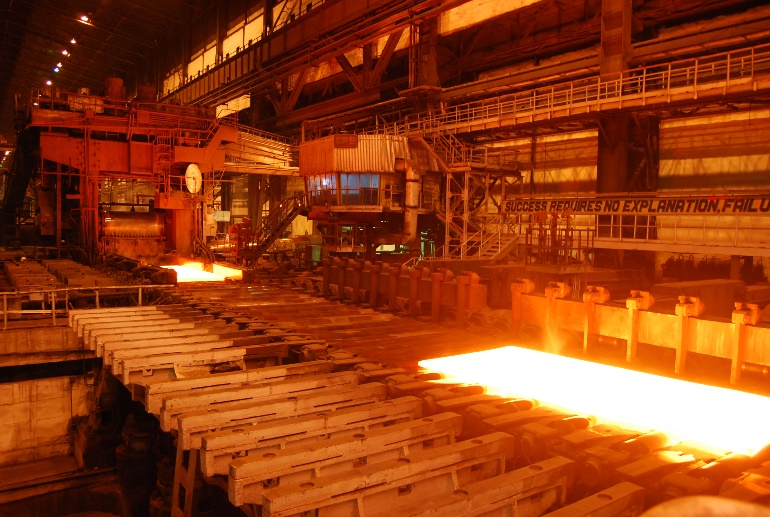 SUCCESS REQUIRES NO EXPLANATION, FAILU